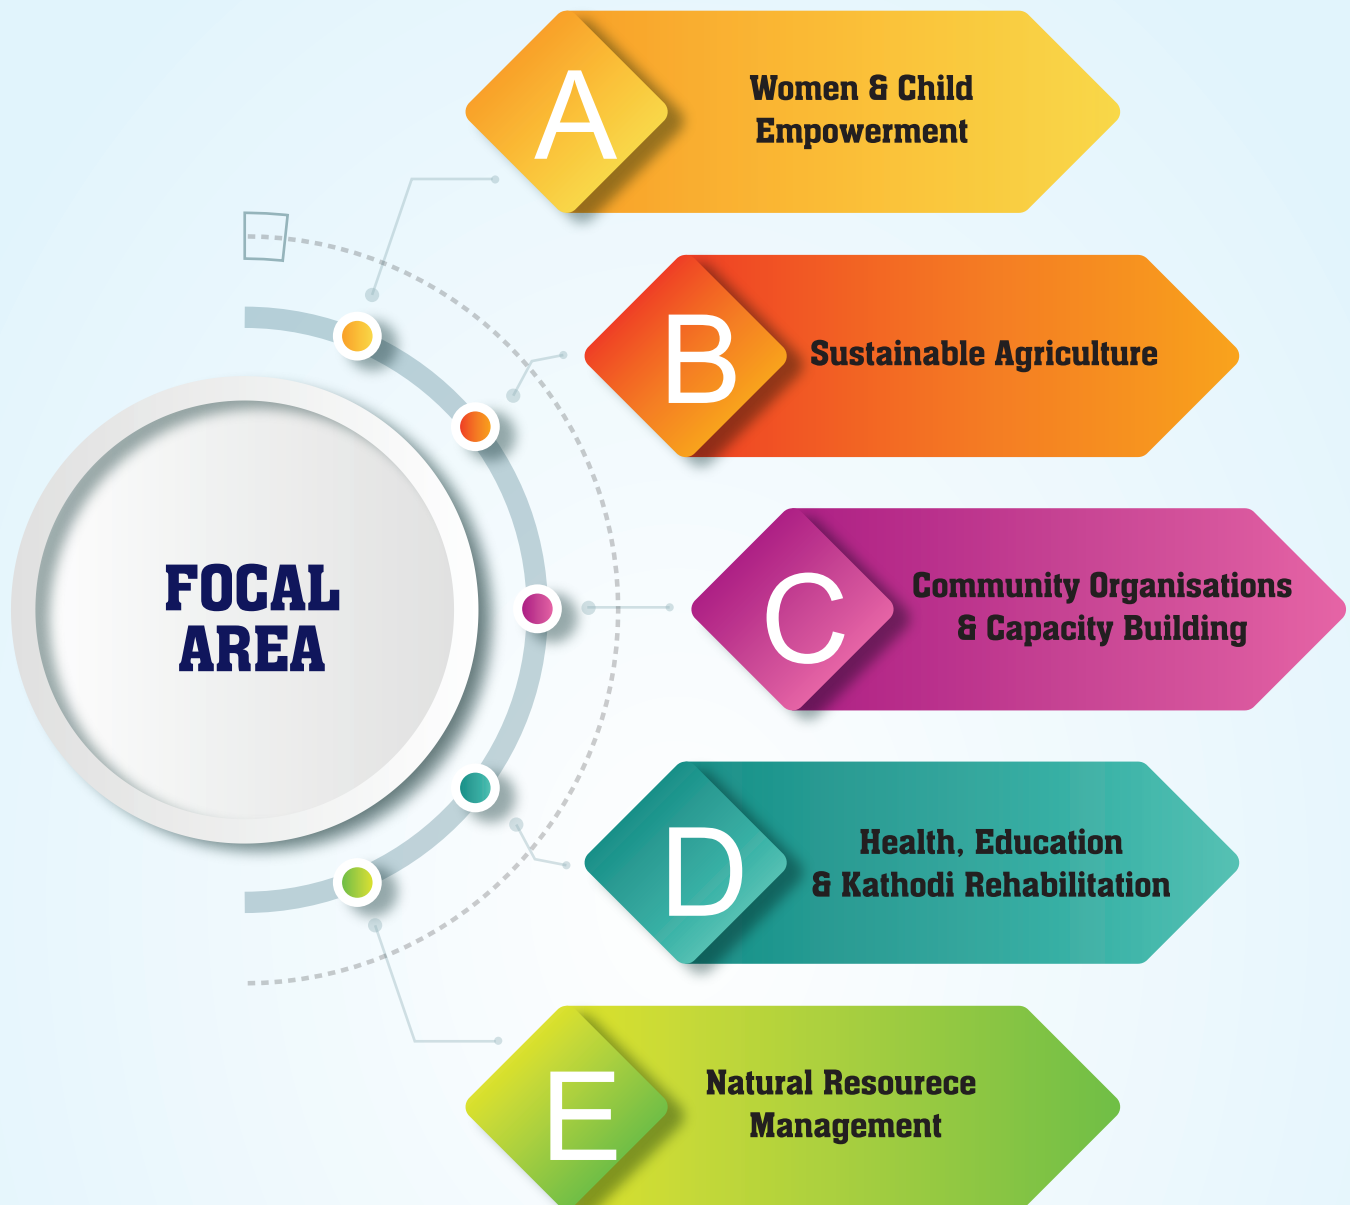 FOCAL
AREA
A
Women & Child
Empowerment
B
Sustainable Agriculture
C
Community Organisations
& Capacity Building
D
Health, Education
& Kathodi Rehabilitation
E
Natural Resourece
Management